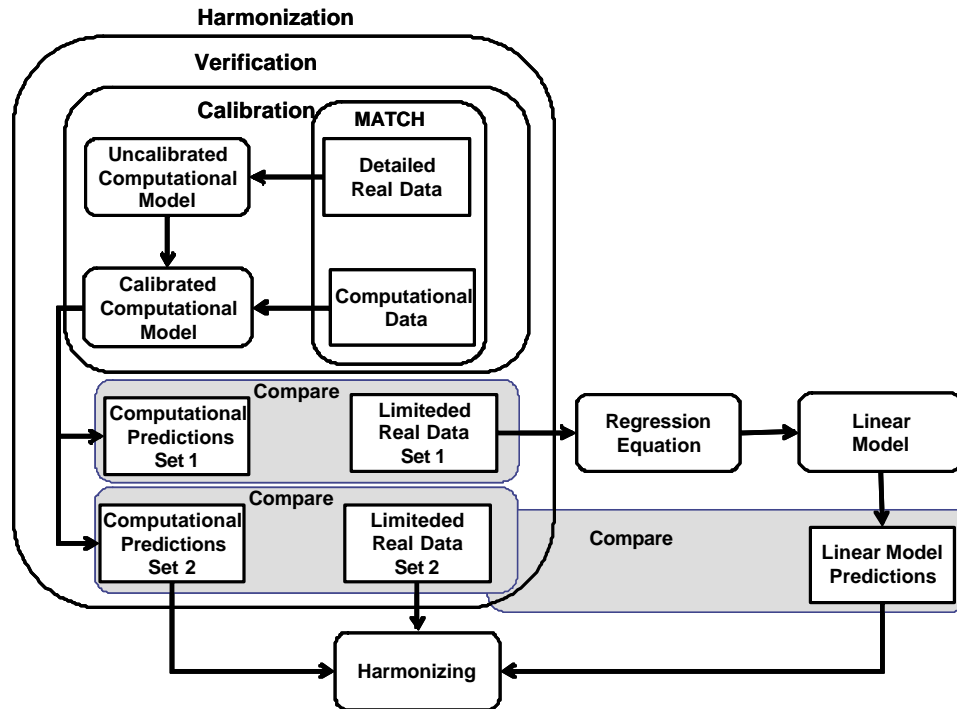 Harmonization
Verification
Calibration
MATCH
Uncalibrated
Computational
Model
Detailed
Real Data
Calibrated
Computational
Model
Computational
Data
Compare
Computational
Predictions
Set 1
Limiteded
Real Data
Set 1
Regression
Equation
Linear
Model
Compare
Computational
Predictions
Set 2
Limiteded
Real Data
Set 2
Compare
Linear Model
Predictions
Harmonizing